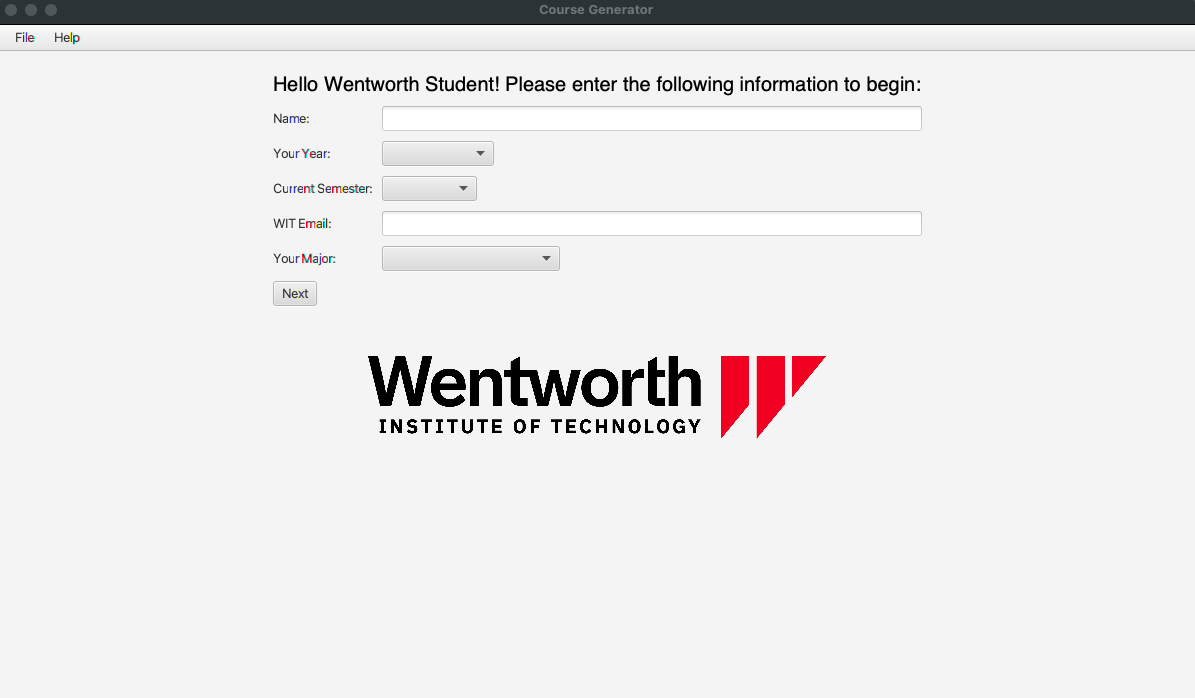 Course Generator
File Help
Hello Wentworth Student! Please enter the following information to begin:
Name:
Your Year:
Current Semester:
WIT Email:
Your Major:
Next
Wentworth
INSTITUTE OF TECHNOLOGY